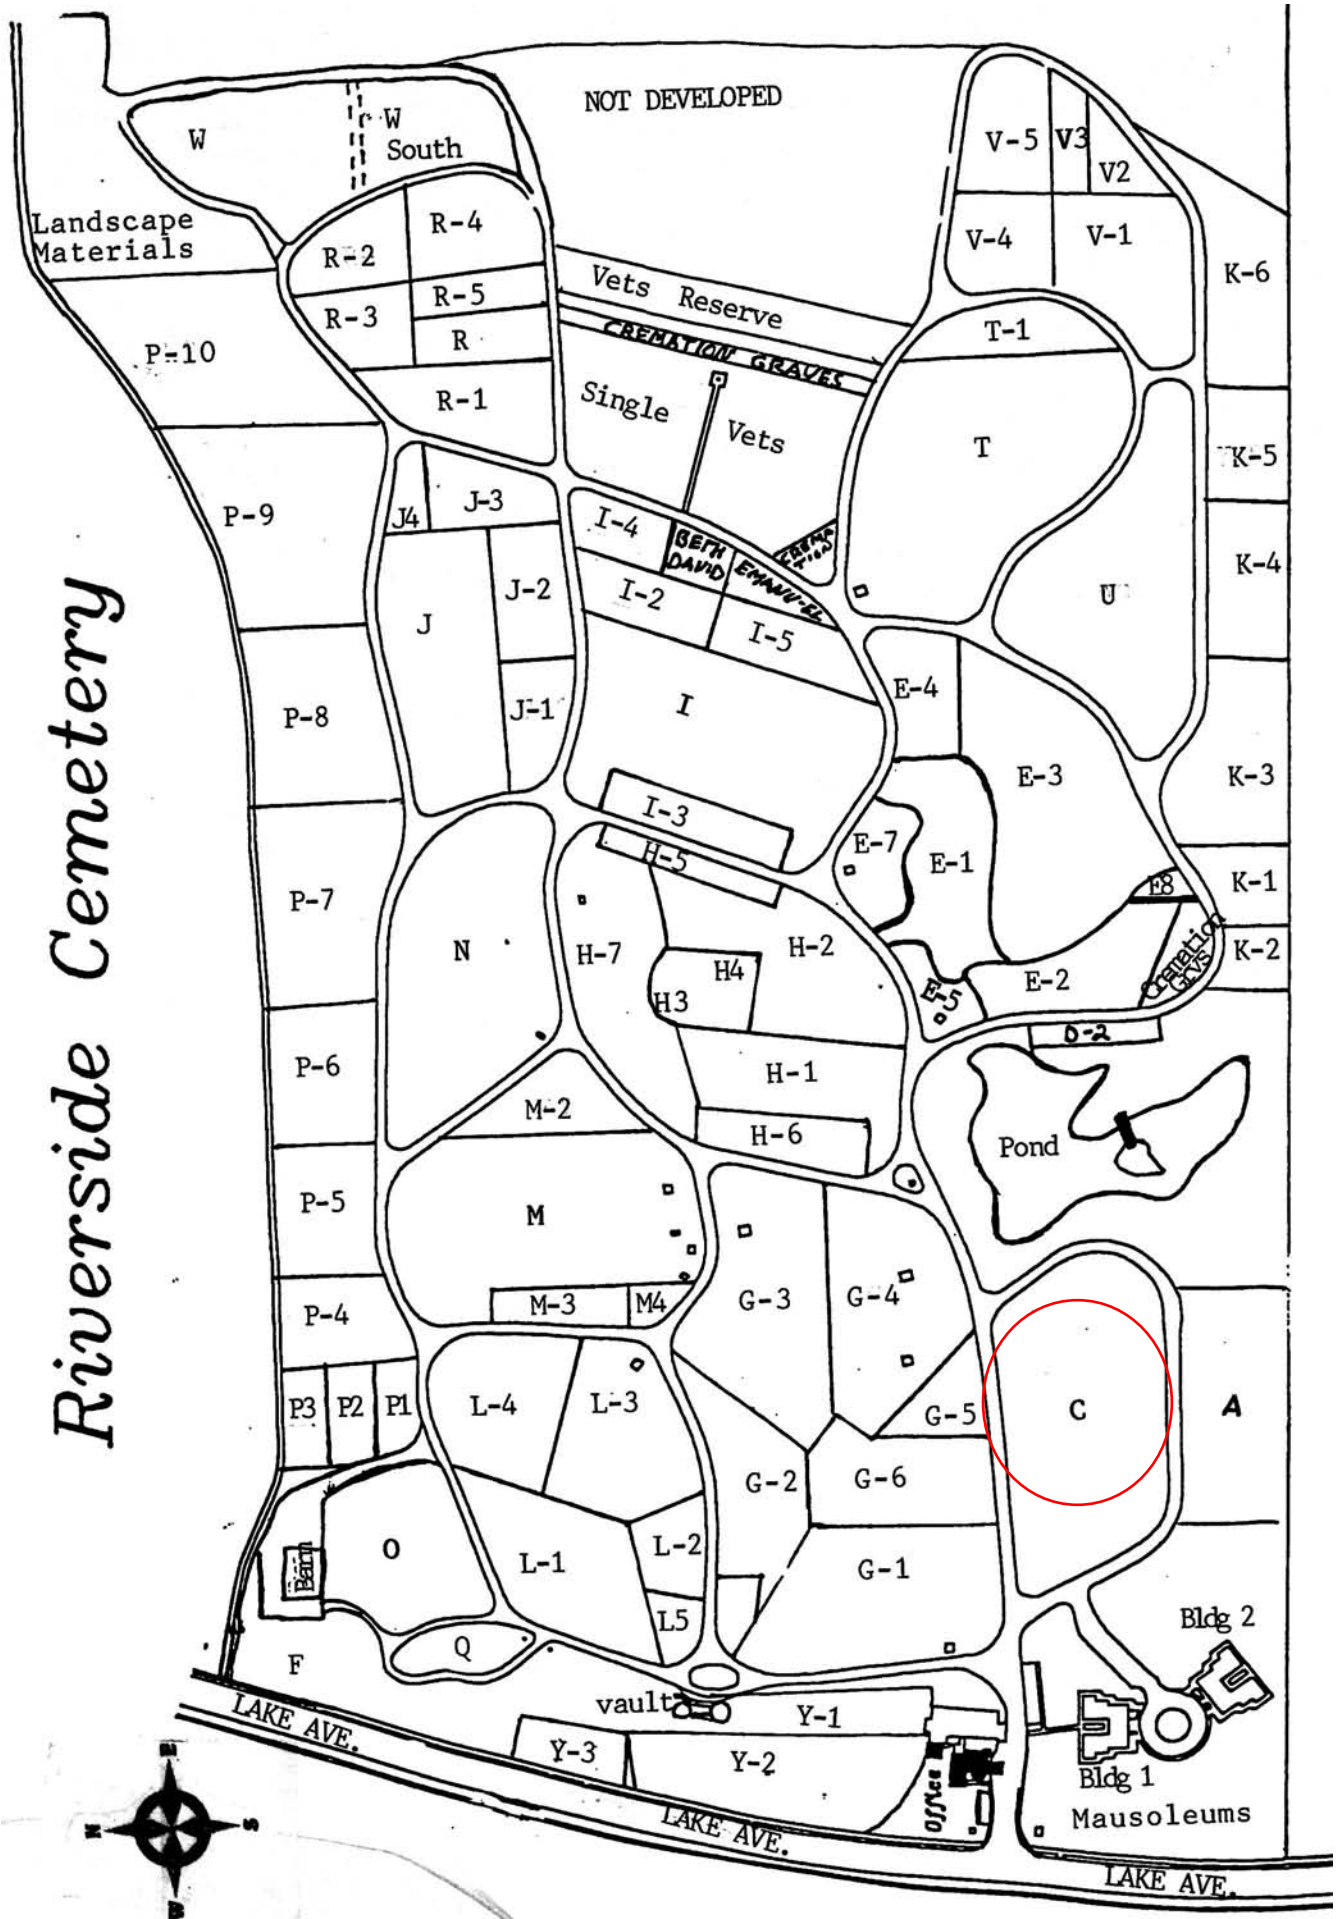 Riverside Cemetery
NOT DEVELOPED
W
W
South
Landscape
Materials
R-4
R-2
R-5
R-3
R
R-1
P-10
P-9
P-8
P-7
P-6
P-5
P-4
P3
P2
P1
V-5
V3
V2
V-4
V-1
K-6
K-5
K-4
K-3
K-1
K-2
Vets Reserve
CREMATION GRAVES
Single
Vets
T-1
T
U
J4
J-3
J-2
J
J-1
I-4
BETH
DAVID
EMANU-EL
CREMA
TION
I-2
I-5
I
I-3
H-5
E-4
E-3
E-7
E-1
E8
E-2
E-5
Cremation
Grvs
D-2
N
H-7
H-2
H4
H3
H-1
H-6
Pond
M-2
M
M-3
M4
G-3
G-4
G-5
G-2
G-6
G-1
C
A
L-4
L-3
L-1
L-2
L5
O
Barn
Q
F
vault
Y-1
Y-3
Y-2
Office
Bldg 2
Bldg 1
Mausoleums
LAKE AVE.
LAKE AVE.
LAKE AVE.
E
N
S
W